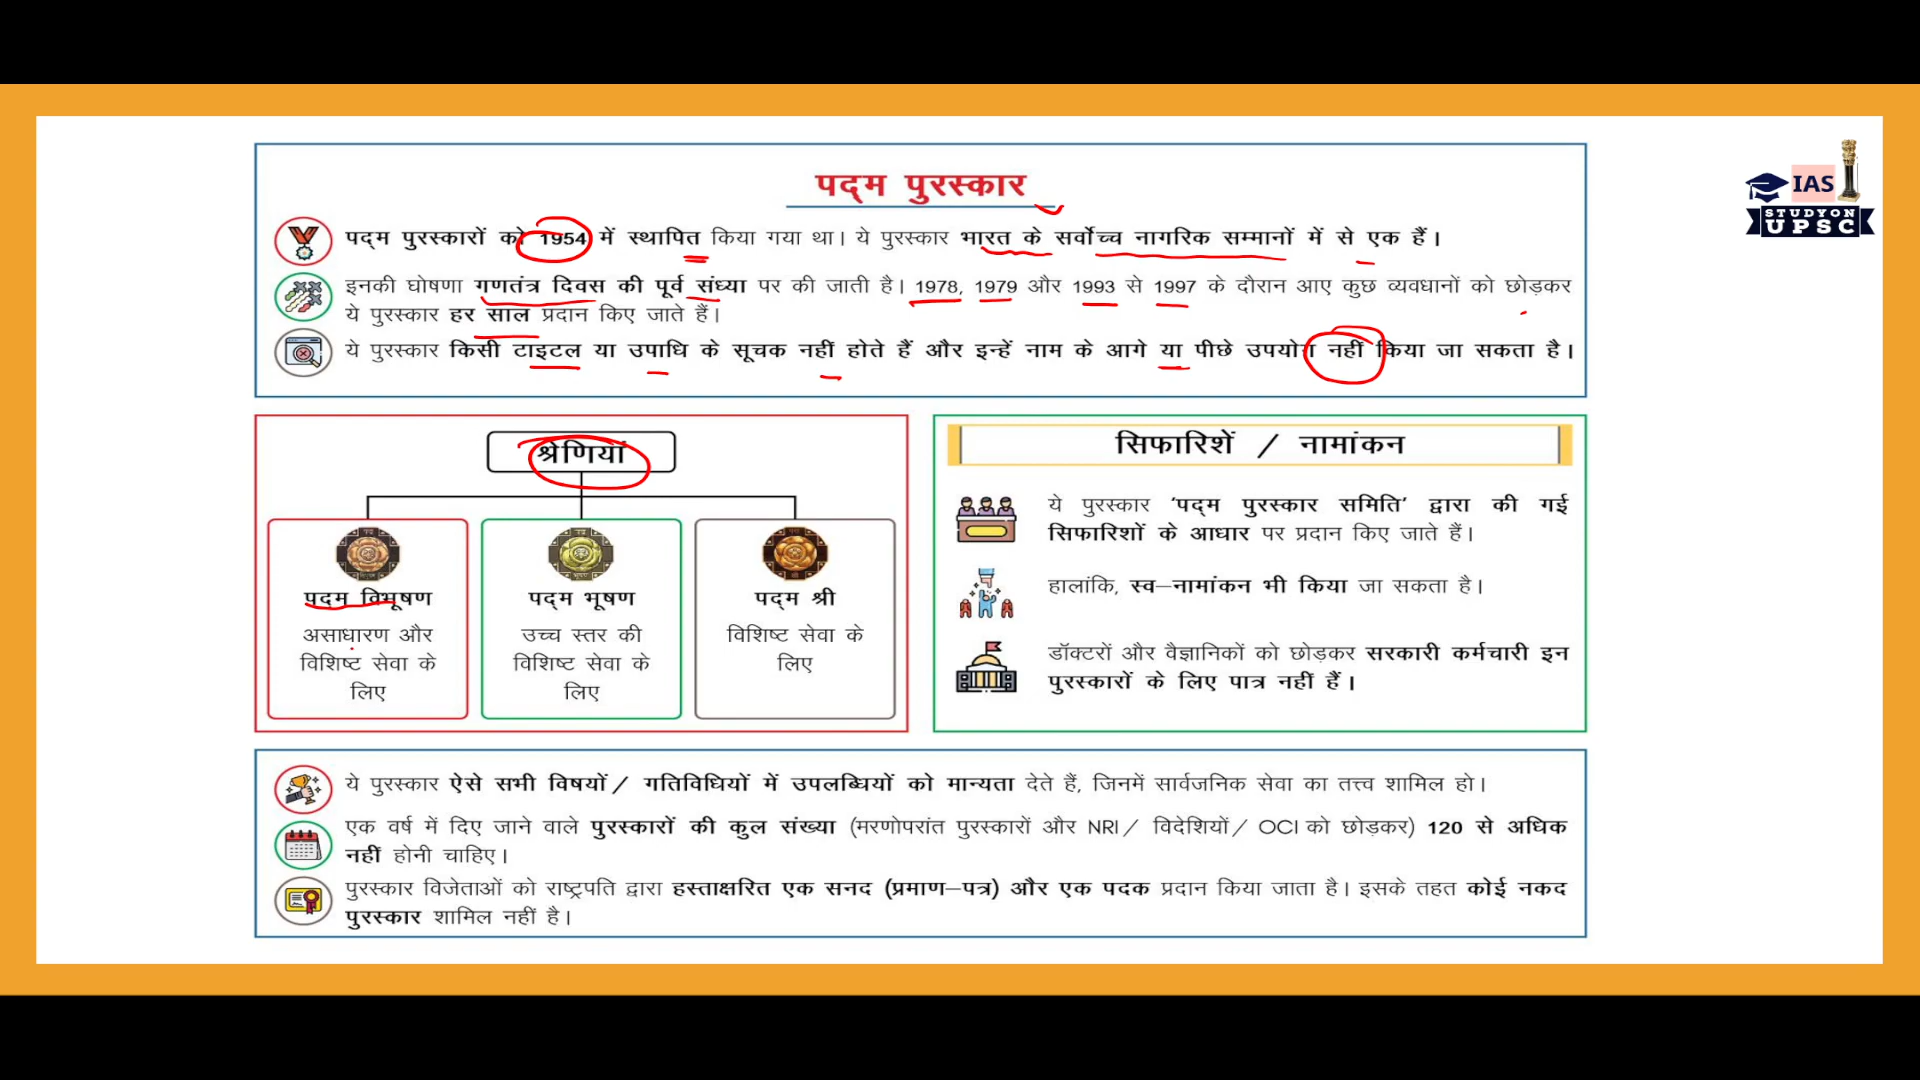 पद्म पुरस्कार
IAS
STUDYON
UPSC
पद्म पुरस्कारों को 1954 में स्थापित किया गया था। ये पुरस्कार भारत के सर्वोच्च नागरिक सम्मानों में से एक हैं।
इनकी घोषणा गणतंत्र दिवस की पूर्व संध्या पर की जाती है। 1978, 1979 और 1993 से 1997 के दौरान आए कुछ व्यवधानों को छोड़कर
ये पुरस्कार हर साल प्रदान किए जाते हैं।
ये पुरस्कार किसी टाइटल या उपाधि के सूचक नहीं होते हैं और इन्हें नाम के आगे या पीछे उपयोग नहीं किया जा सकता है।
श्रेणियां
पद्म विभूषण
असाधारण और
विशिष्ट सेवा के
लिए
पद्म भूषण
उच्च स्तर की
विशिष्ट सेवा के
लिए
पद्म श्री
विशिष्ट सेवा के
लिए
सिफारिशें / नामांकन
ये पुरस्कार 'पद्म पुरस्कार समिति' द्वारा की गई
सिफारिशों के आधार पर प्रदान किए जाते हैं।
हालांकि, स्व-नामांकन भी किया जा सकता है।
डॉक्टरों और वैज्ञानिकों को छोड़कर सरकारी कर्मचारी इन
पुरस्कारों के लिए पात्र नहीं हैं।
ये पुरस्कार ऐसे सभी विषयों/ गतिविधियों में उपलब्धियों को मान्यता देते हैं, जिनमें सार्वजनिक सेवा का तत्त्व शामिल हो।
एक वर्ष में दिए जाने वाले पुरस्कारों की कुल संख्या (मरणोपरांत पुरस्कारों और NRI/ विदेशियों/ OCI को छोड़कर) 120 से अधिक
नहीं होनी चाहिए।
पुरस्कार विजेताओं को राष्ट्रपति द्वारा हस्ताक्षरित एक सनद (प्रमाण-पत्र) और एक पदक प्रदान किया जाता है। इसके तहत कोई नकद
पुरस्कार शामिल नहीं है।